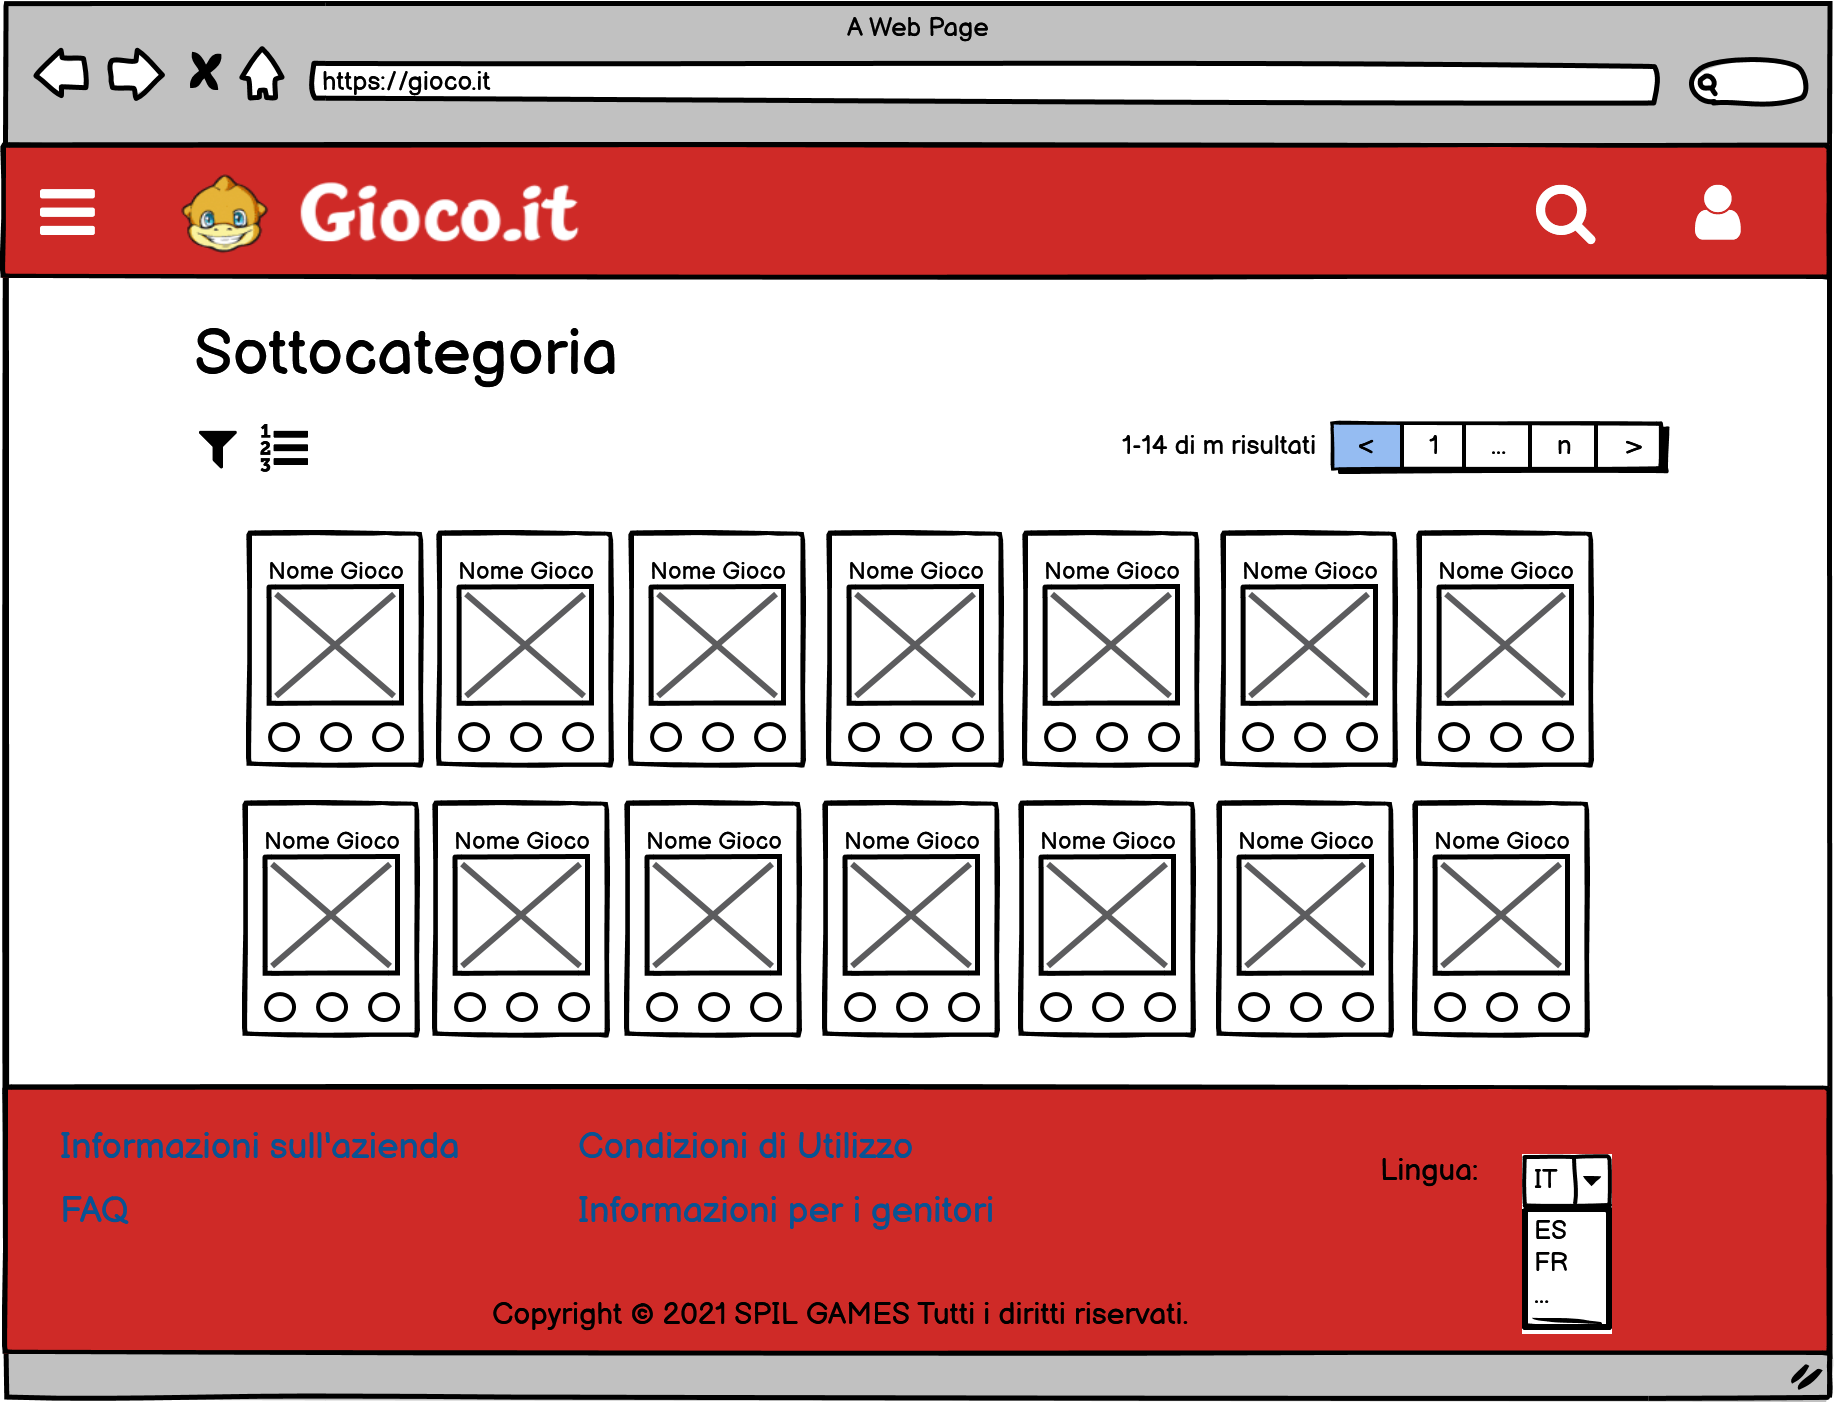 A Web Page
https://gioco.it
Gioco.it
Sottocategoria
1
2
3
1-14 di m risultati < 1 ... n >
Nome Gioco Nome Gioco Nome Gioco Nome Gioco Nome Gioco Nome Gioco Nome Gioco
Nome Gioco Nome Gioco Nome Gioco Nome Gioco Nome Gioco Nome Gioco Nome Gioco
Informazioni sull'azienda Condizioni di Utilizzo
Lingua: IT
FAQ Informazioni per i genitori
ES
FR
...
Copyright © 2021 SPIL GAMES Tutti i diritti riservati.